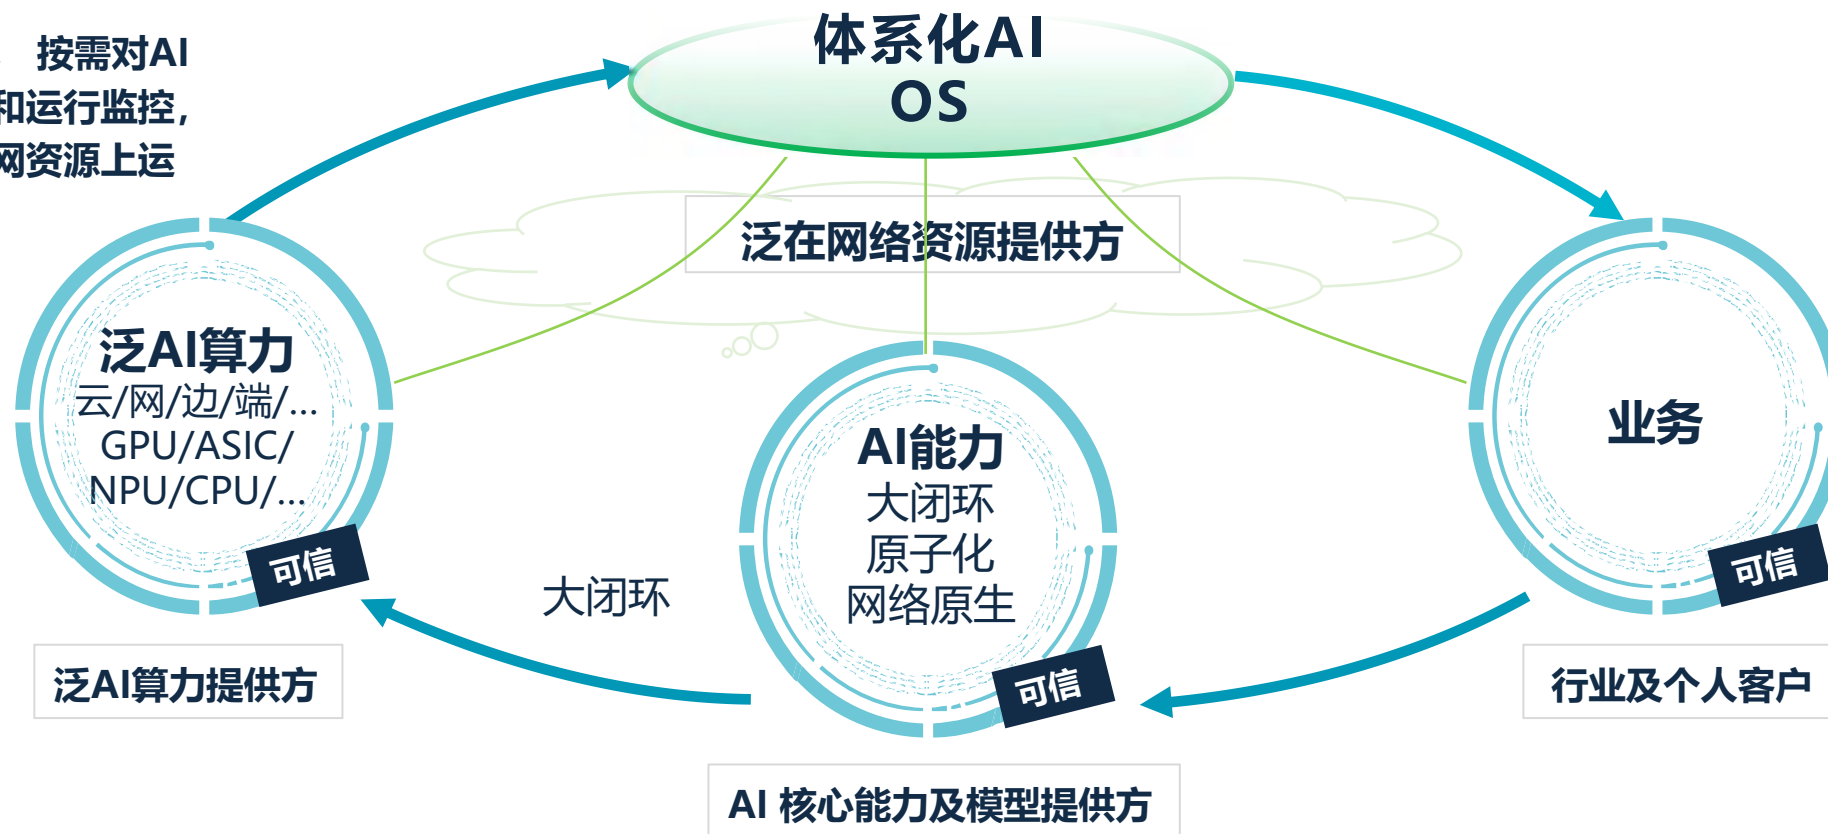 体系化AI
OS
按需对AI
和运行监控，
网资源上运
泛在网络资源提供方
泛AI算力
云/网/边/端/...
GPU/ASIC/
NPU/CPU/...
可信
泛AI算力提供方
大闭环
AI能力
大闭环
原子化
网络原生
可信
AI 核心能力及模型提供方
业务
可信
行业及个人客户